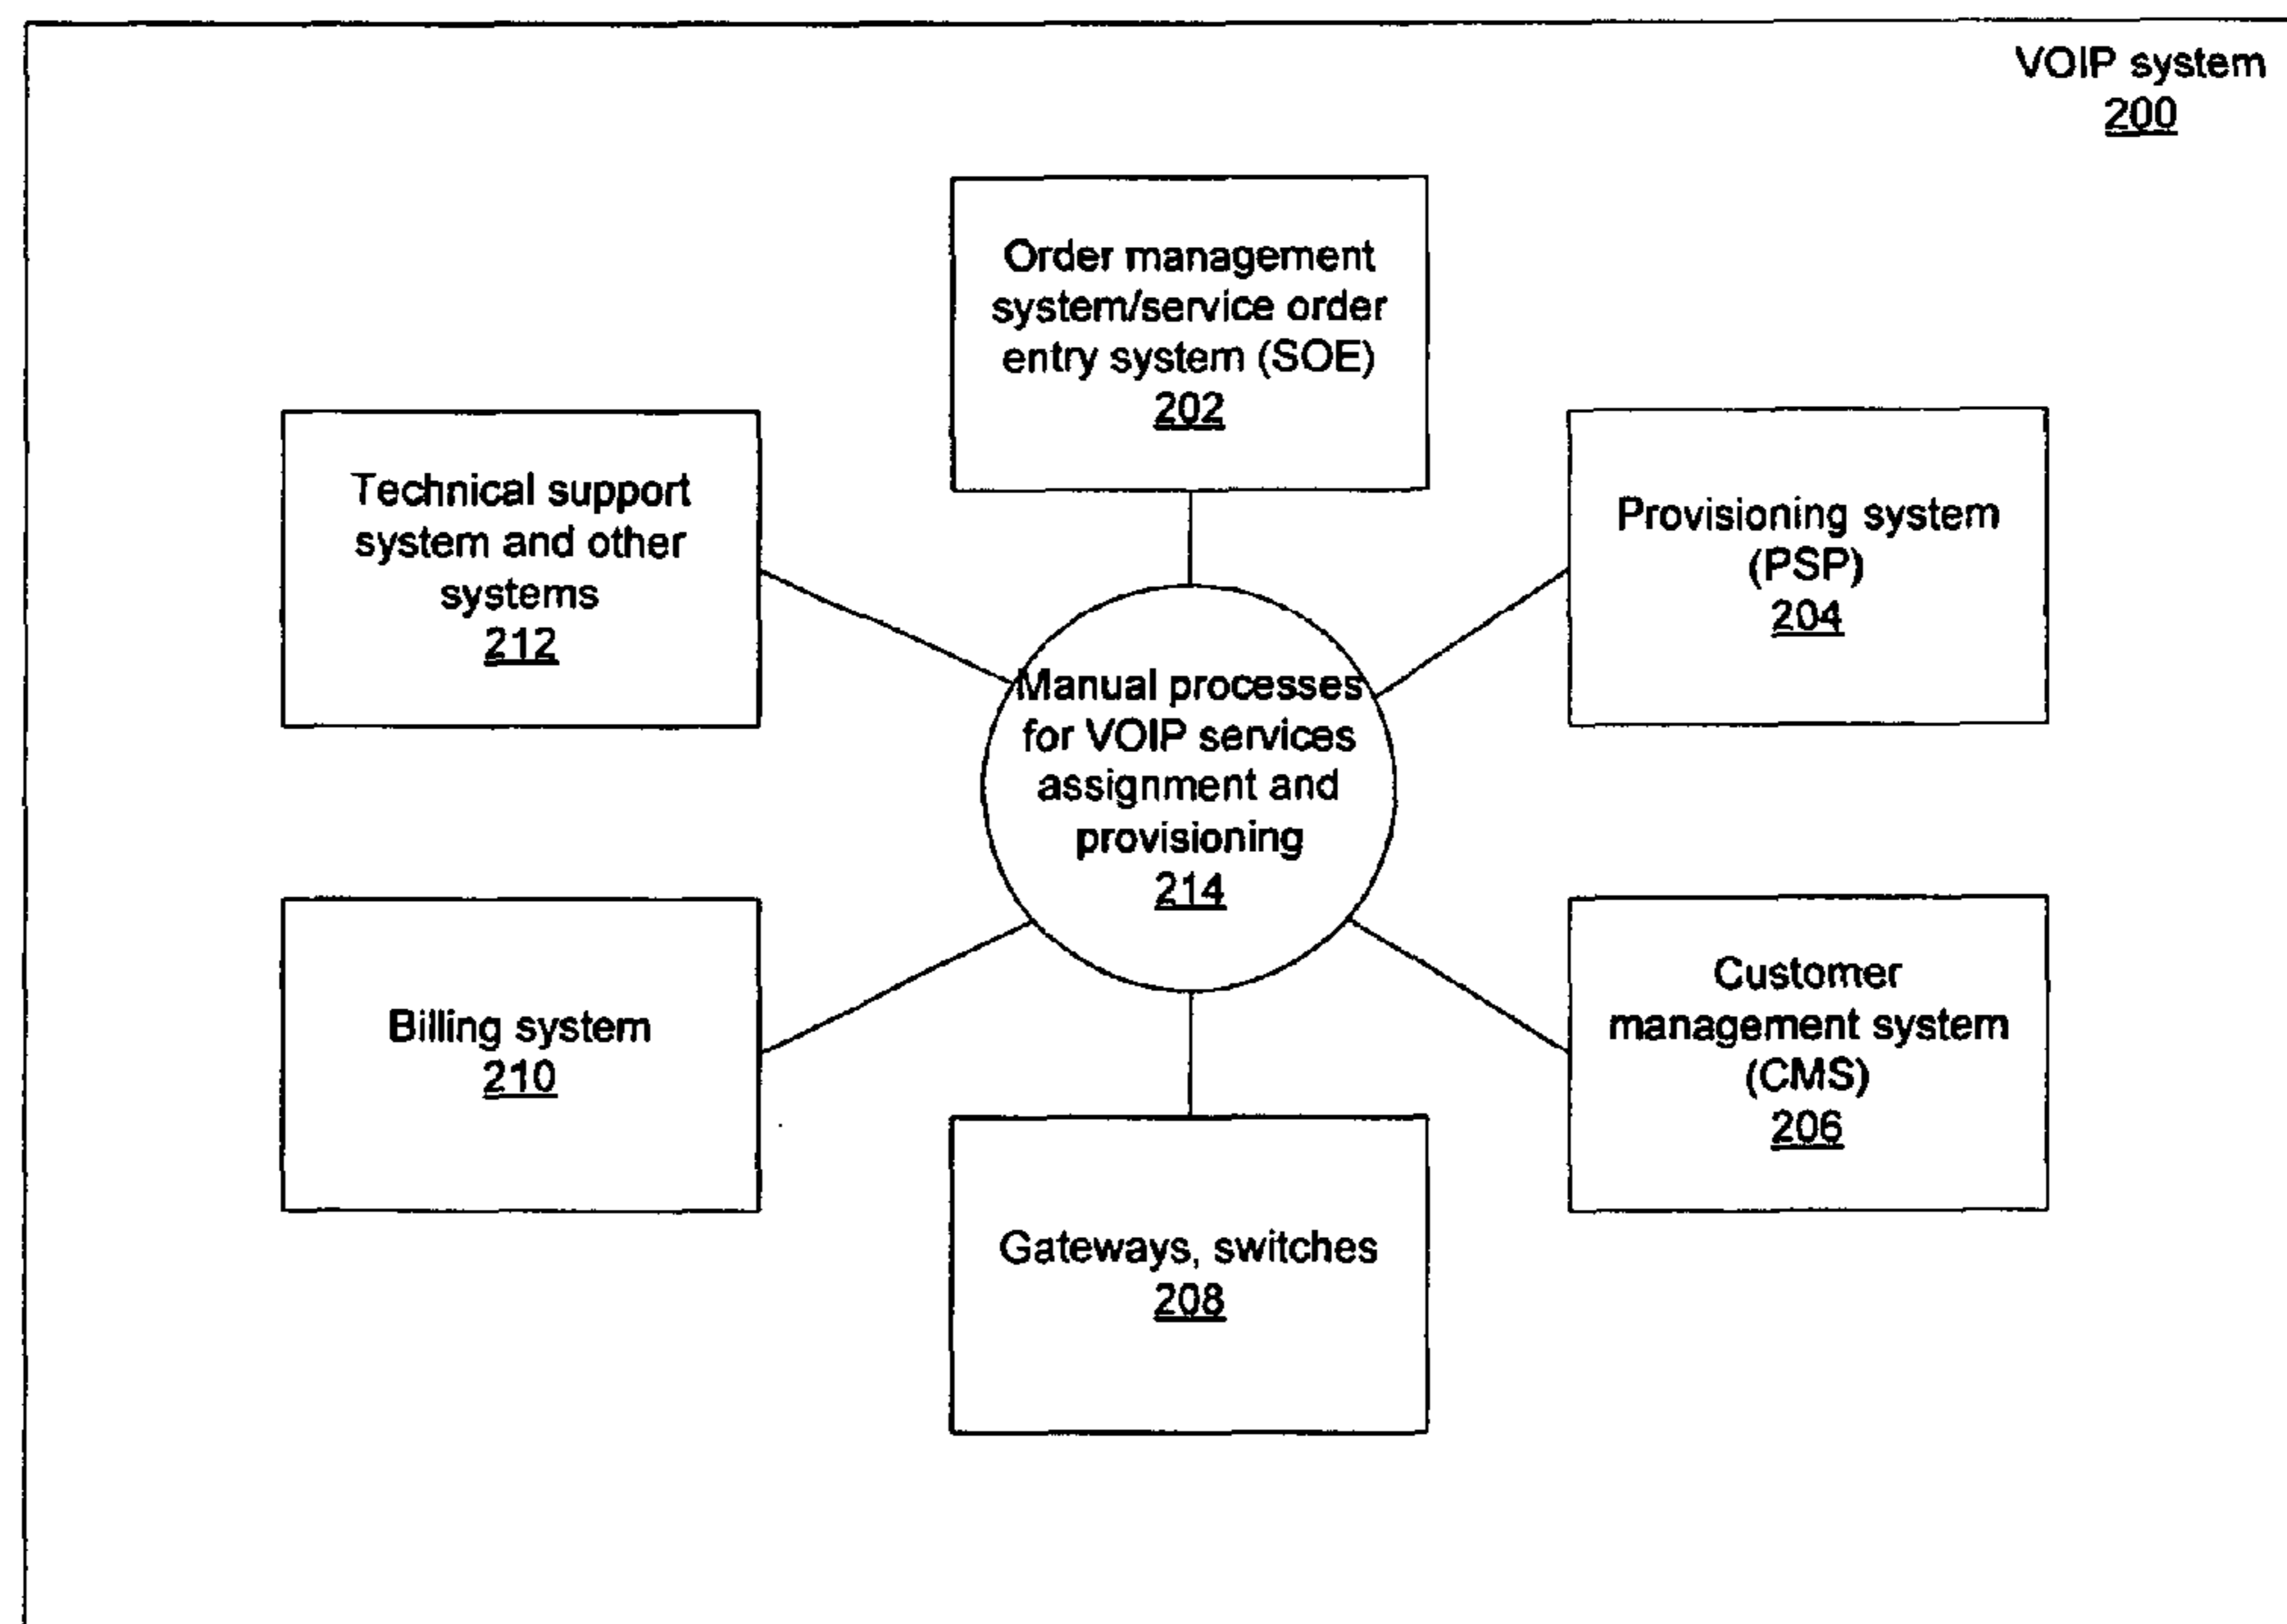 VOIP system
200
Order management
system/service order
entry system (SOE)
202
Technical support
system and other
systems
212
Provisioning system
(PSP)
204
Manual processes
for VOIP services
assignment and
provisioning
214
Billing system
210
Customer
management system
(CMS)
206
Gateways, switches
208